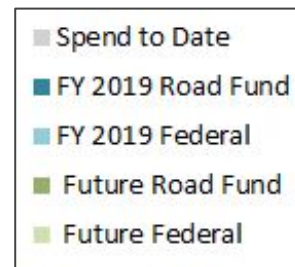 Spend to Date
FY 2019 Road Fund
FY 2019 Federal
Future Road Fund
Future Federal